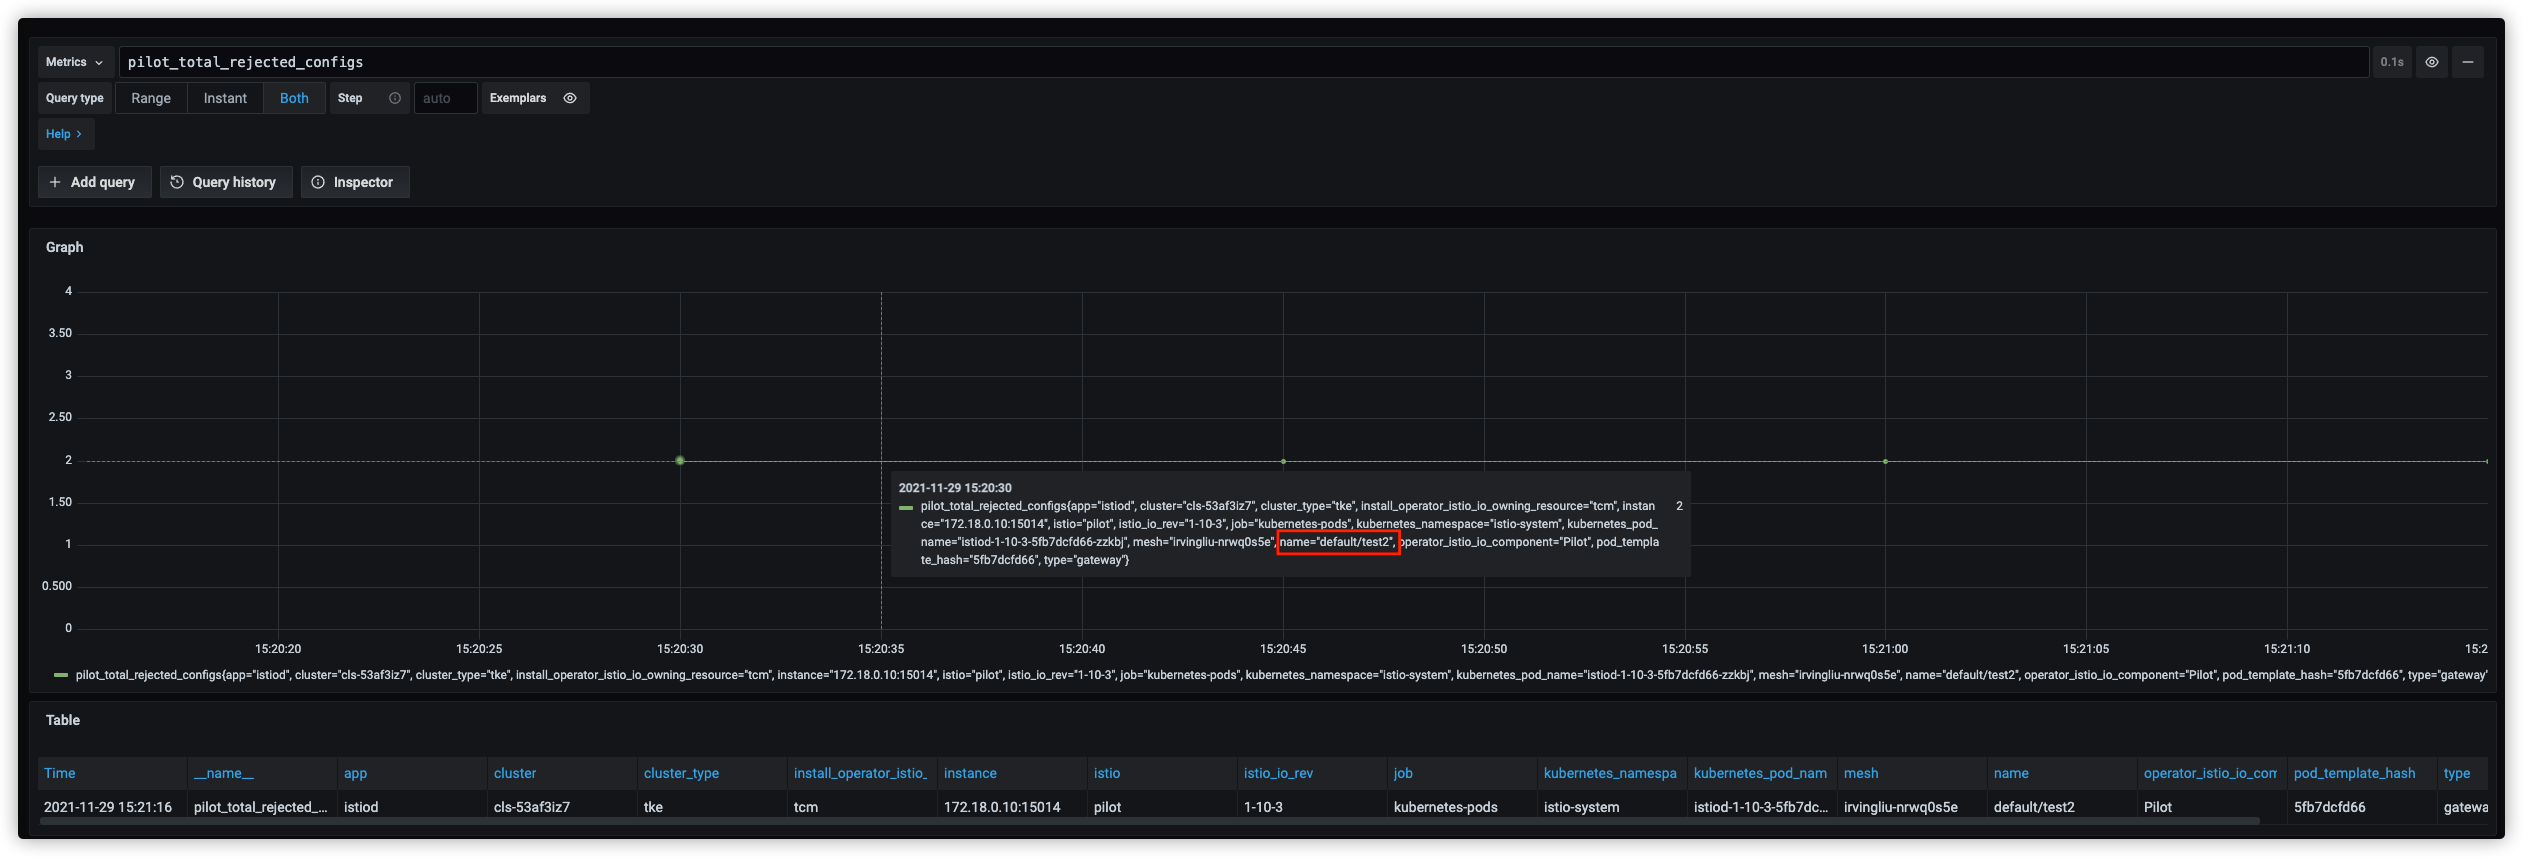 Metrics pilot_total_rejected_configs 0.1s
Query type Range Instant Both Step auto Exemplars
Help >
+ Add query Query history Inspector
Graph
4
3.50
3
2.50
2
1.50
1
0.500
0
2021-11-29 15:20:30
pilot_total_rejected_configs{app="istiod", cluster="cls-53af3iz7", cluster_type="tke", install_operator_istio_io_owning_resource="tcm", instan 2
ce="172.18.0.10:15014", istio="pilot", istio_io_rev="1-10-3", job="kubernetes-pods", kubernetes_namespace="istio-system", kubernetes_pod_
name="istiod-1-10-3-5fb7dcfd66-zzkbj", mesh="irvingliu-nrwq0s5e", name="default/test2", operator_istio_io_component="Pilot", pod_templa
te_hash="5fb7dcfd66", type="gateway"}
15:20:20 15:20:25 15:20:30 15:20:35 15:20:40 15:20:45 15:20:50 15:20:55 15:21:00 15:21:05 15:21:10 15:2
pilot_total_rejected_configs{app="istiod", cluster="cls-53af3iz7", cluster_type="tke", install_operator_istio_io_owning_resource="tcm", instance="172.18.0.10:15014", istio="pilot", istio_io_rev="1-10-3", job="kubernetes-pods", kubernetes_namespace="istio-system", kubernetes_pod_name="istiod-1-10-3-5fb7dcfd66-zzkbj", mesh="irvingliu-nrwq0s5e", name="default/test2", operator_istio_io_component="Pilot", pod_template_hash="5fb7dcfd66", type="gateway"
Table
Time __name__ app cluster cluster_type install_operator_istio_ instance istio istio_io_rev job kubernetes_namespa kubernetes_pod_nam mesh name operator_istio_io_com pod_template_hash type
2021-11-29 15:21:16 pilot_total_rejected_... istiod cls-53af3iz7 tke tcm 172.18.0.10:15014 pilot 1-10-3 kubernetes-pods istio-system istiod-1-10-3-5fb7dc... irvingliu-nrwq0s5e default/test2 Pilot 5fb7dcfd66 gatewa